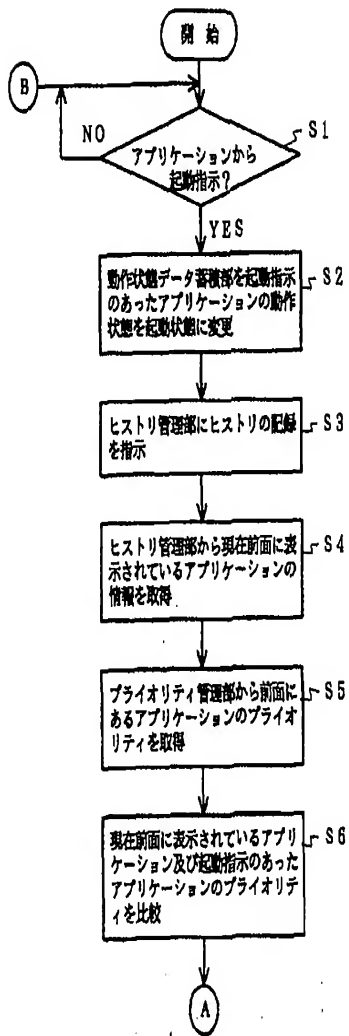 開始
B
NO
S1
アプリケーションから
起動指示？
YES
S2
動作状態データ蓄積部を起動指示
のあったアプリケーションの動作
状態を起動状態に変更
S3
ヒストリ管理部にヒストリの記録
を指示
S4
ヒストリ管理部から現在前面に表
示されているアプリケーションの
情報を取得
S5
プライオリティ管理部から前面に
あるアプリケーションのプライオ
リティを取得
S6
現在前面に表示されているアプリ
ケーション及び起動指示のあった
アプリケーションのプライオリテ
ィを比較
A